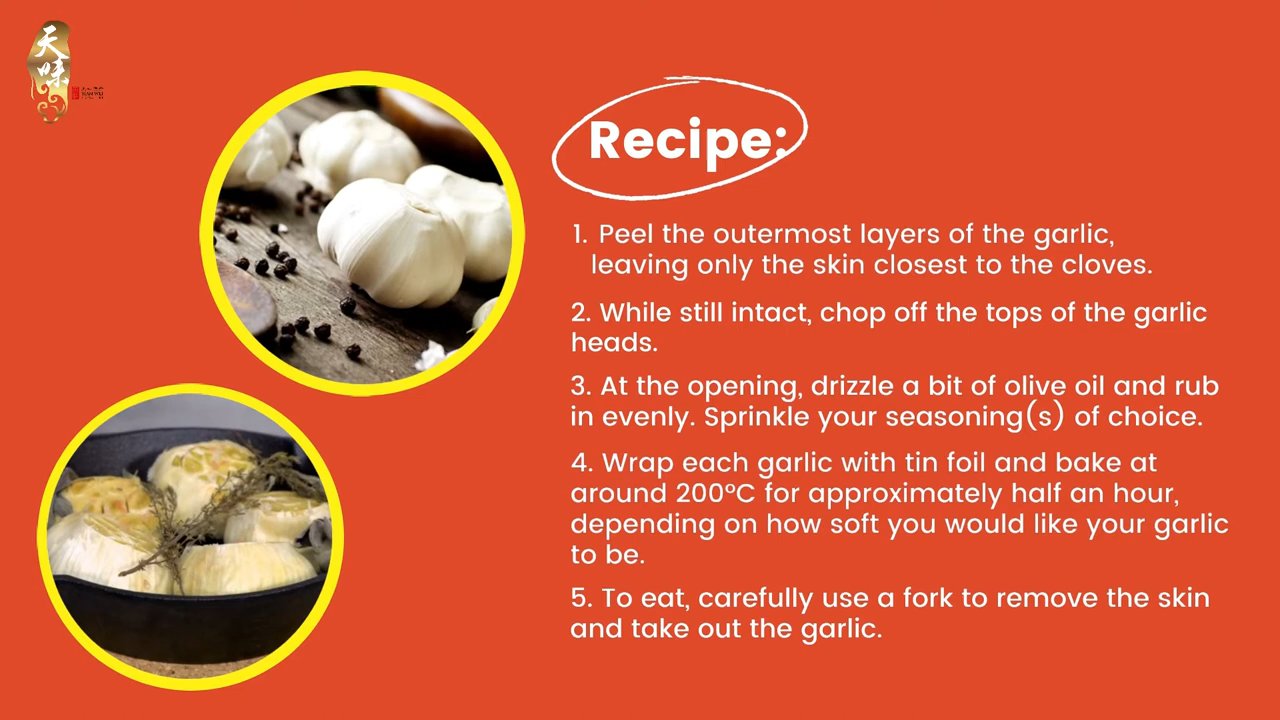 天味
Recipe:
1. Peel the outermost layers of the garlic,
leaving only the skin closest to the cloves.
2. While still intact, chop off the tops of the garlic
heads.
3. At the opening, drizzle a bit of olive oil and rub
in evenly. Sprinkle your seasoning(s) of choice.
4. Wrap each garlic with tin foil and bake at
around 200°C for approximately half an hour,
depending on how soft you would like your garlic
to be.
5. To eat, carefully use a fork to remove the skin
and take out the garlic.